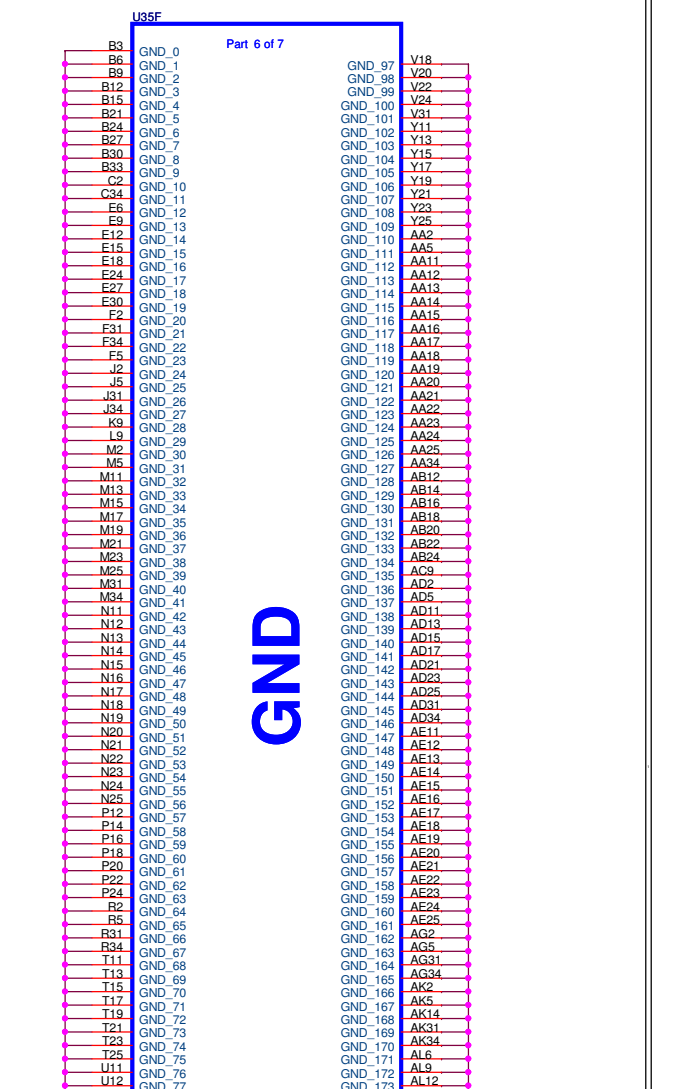 U35F
Part 6 of 7
B3 GND_0
B6 GND_1
B9 GND_2
B12 GND_3
B15 GND_4
B21 GND_5
B24 GND_6
B27 GND_7
B30 GND_8
B33 GND_9
C2 GND_10
C34 GND_11
E6 GND_12
E9 GND_13
E12 GND_14
E15 GND_15
E18 GND_16
E24 GND_17
E27 GND_18
E30 GND_19
F2 GND_20
F31 GND_21
F34 GND_22
F5 GND_23
J2 GND_24
J5 GND_25
J31 GND_26
J34 GND_27
K9 GND_28
L9 GND_29
M2 GND_30
M5 GND_31
M11 GND_32
M13 GND_33
M15 GND_34
M17 GND_35
M19 GND_36
M21 GND_37
M23 GND_38
M25 GND_39
M31 GND_40
M34 GND_41
N11 GND_42
N12 GND_43
N13 GND_44
N14 GND_45
N15 GND_46
N16 GND_47
N17 GND_48
N18 GND_49
N19 GND_50
N20 GND_51
N21 GND_52
N22 GND_53
N23 GND_54
N24 GND_55
N25 GND_56
P12 GND_57
P14 GND_58
P16 GND_59
P18 GND_60
P20 GND_61
P22 GND_62
P24 GND_63
R2 GND_64
R5 GND_65
R31 GND_66
R34 GND_67
T11 GND_68
T13 GND_69
T15 GND_70
T17 GND_71
T19 GND_72
T21 GND_73
T23 GND_74
T25 GND_75
U11 GND_76
U12 GND_77
GND
GND_97 V18
GND_98 V20
GND_99 V22
GND_100 V24
GND_101 V31
GND_102 Y11
GND_103 Y13
GND_104 Y15
GND_105 Y17
GND_106 Y19
GND_107 Y21
GND_108 Y23
GND_109 Y25
GND_110 AA2
GND_111 AA5
GND_112 AA11
GND_113 AA12
GND_114 AA13
GND_115 AA14
GND_116 AA15
GND_117 AA16
GND_118 AA17
GND_119 AA18
GND_120 AA19
GND_121 AA20
GND_122 AA21
GND_123 AA22
GND_124 AA23
GND_125 AA24
GND_126 AA25
GND_127 AA34
GND_128 AB12
GND_129 AB14
GND_130 AB16
GND_131 AB18
GND_132 AB20
GND_133 AB22
GND_134 AB24
GND_135 AC9
GND_136 AD2
GND_137 AD5
GND_138 AD11
GND_139 AD13
GND_140 AD15
GND_141 AD17
GND_142 AD21
GND_143 AD23
GND_144 AD25
GND_145 AD31
GND_146 AD34
GND_147 AE11
GND_148 AE12
GND_149 AE13
GND_150 AE14
GND_151 AE15
GND_152 AE16
GND_153 AE17
GND_154 AE18
GND_155 AE19
GND_156 AE20
GND_157 AE21
GND_158 AE22
GND_159 AE23
GND_160 AE24
GND_161 AE25
GND_162 AG2
GND_163 AG5
GND_164 AG31
GND_165 AG34
GND_166 AK2
GND_167 AK5
GND_168 AK14
GND_169 AK31
GND_170 AK34
GND_171 AL6
GND_172 AL9
GND_173 AL12